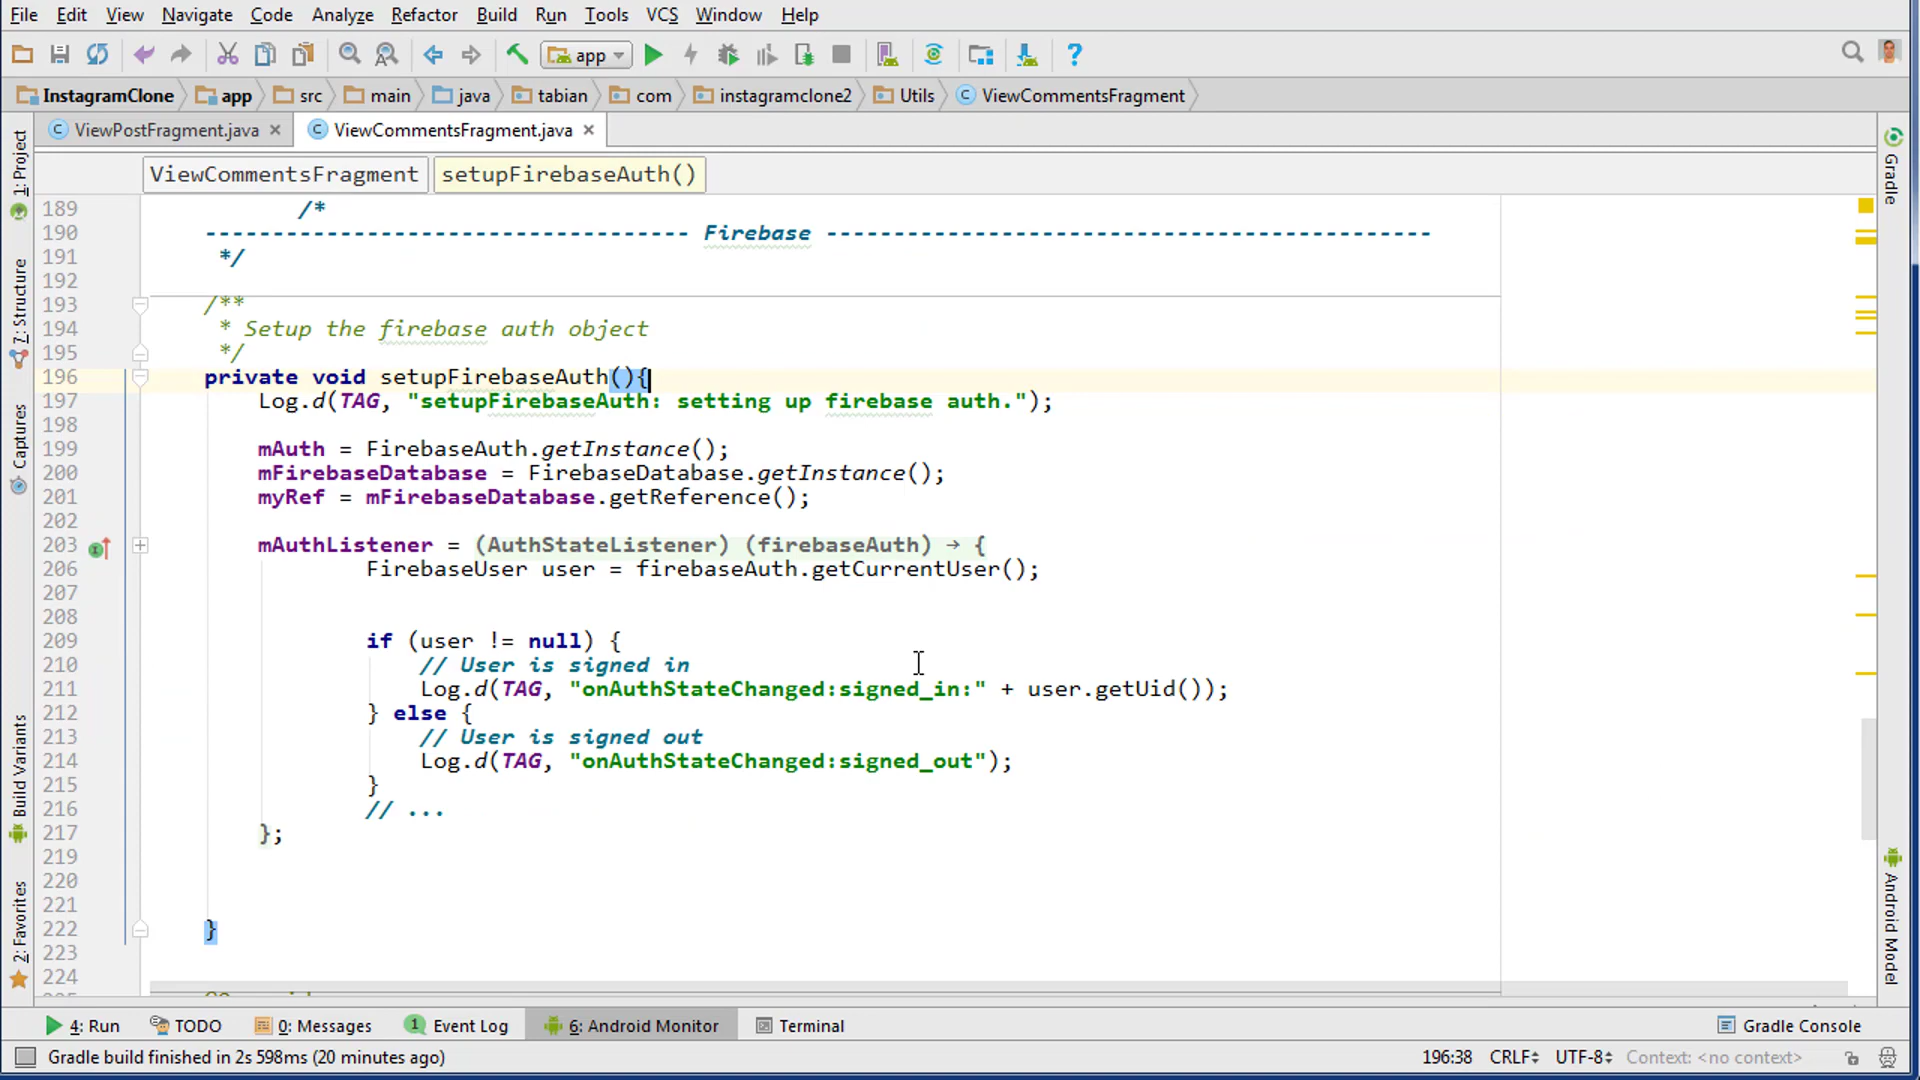 File Edit View Navigate Code Analyze Refactor Build Run Tools VCS Window Help
app
InstagramClone app src main java tabian com instagramclone2 Utils ViewCommentsFragment
ViewPostFragment.java ViewCommentsFragment.java
ViewCommentsFragment setupFirebaseAuth()
1: Project
7: Structure
Captures
Build Variants
2: Favorites
Gradle
Android Model
189 /*
190 ------------------------------------ Firebase ---------------------------------------------
191 */
192
193 /**
194 * Setup the firebase auth object
195 */
196 private void setupFirebaseAuth(){
197 Log.d(TAG, "setupFirebaseAuth: setting up firebase auth.");
198
199 mAuth = FirebaseAuth.getInstance();
200 mFirebaseDatabase = FirebaseDatabase.getInstance();
201 myRef = mFirebaseDatabase.getReference();
202
203 mAuthListener = (AuthStateListener) (firebaseAuth) → {
206 FirebaseUser user = firebaseAuth.getCurrentUser();
207
208
209 if (user != null) {
210 // User is signed in
211 Log.d(TAG, "onAuthStateChanged:signed_in:" + user.getUid());
212 } else {
213 // User is signed out
214 Log.d(TAG, "onAuthStateChanged:signed_out");
215 }
216 // ...
217 };
219
220
221
222 }
223
224
4: Run TODO 0: Messages 1 Event Log 6: Android Monitor Terminal Gradle Console
Gradle build finished in 2s 598ms (20 minutes ago) 196:38 CRLF UTF-8 Context: <no context>